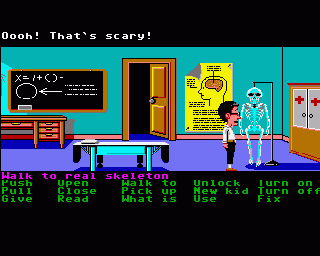 Oooh! That's scary!
X=1+()-
Walk to real skeleton
Push Open Walk to Unlock Turn on
Pull Close Pick up New kid Turn off
Give Read What is Use Fix